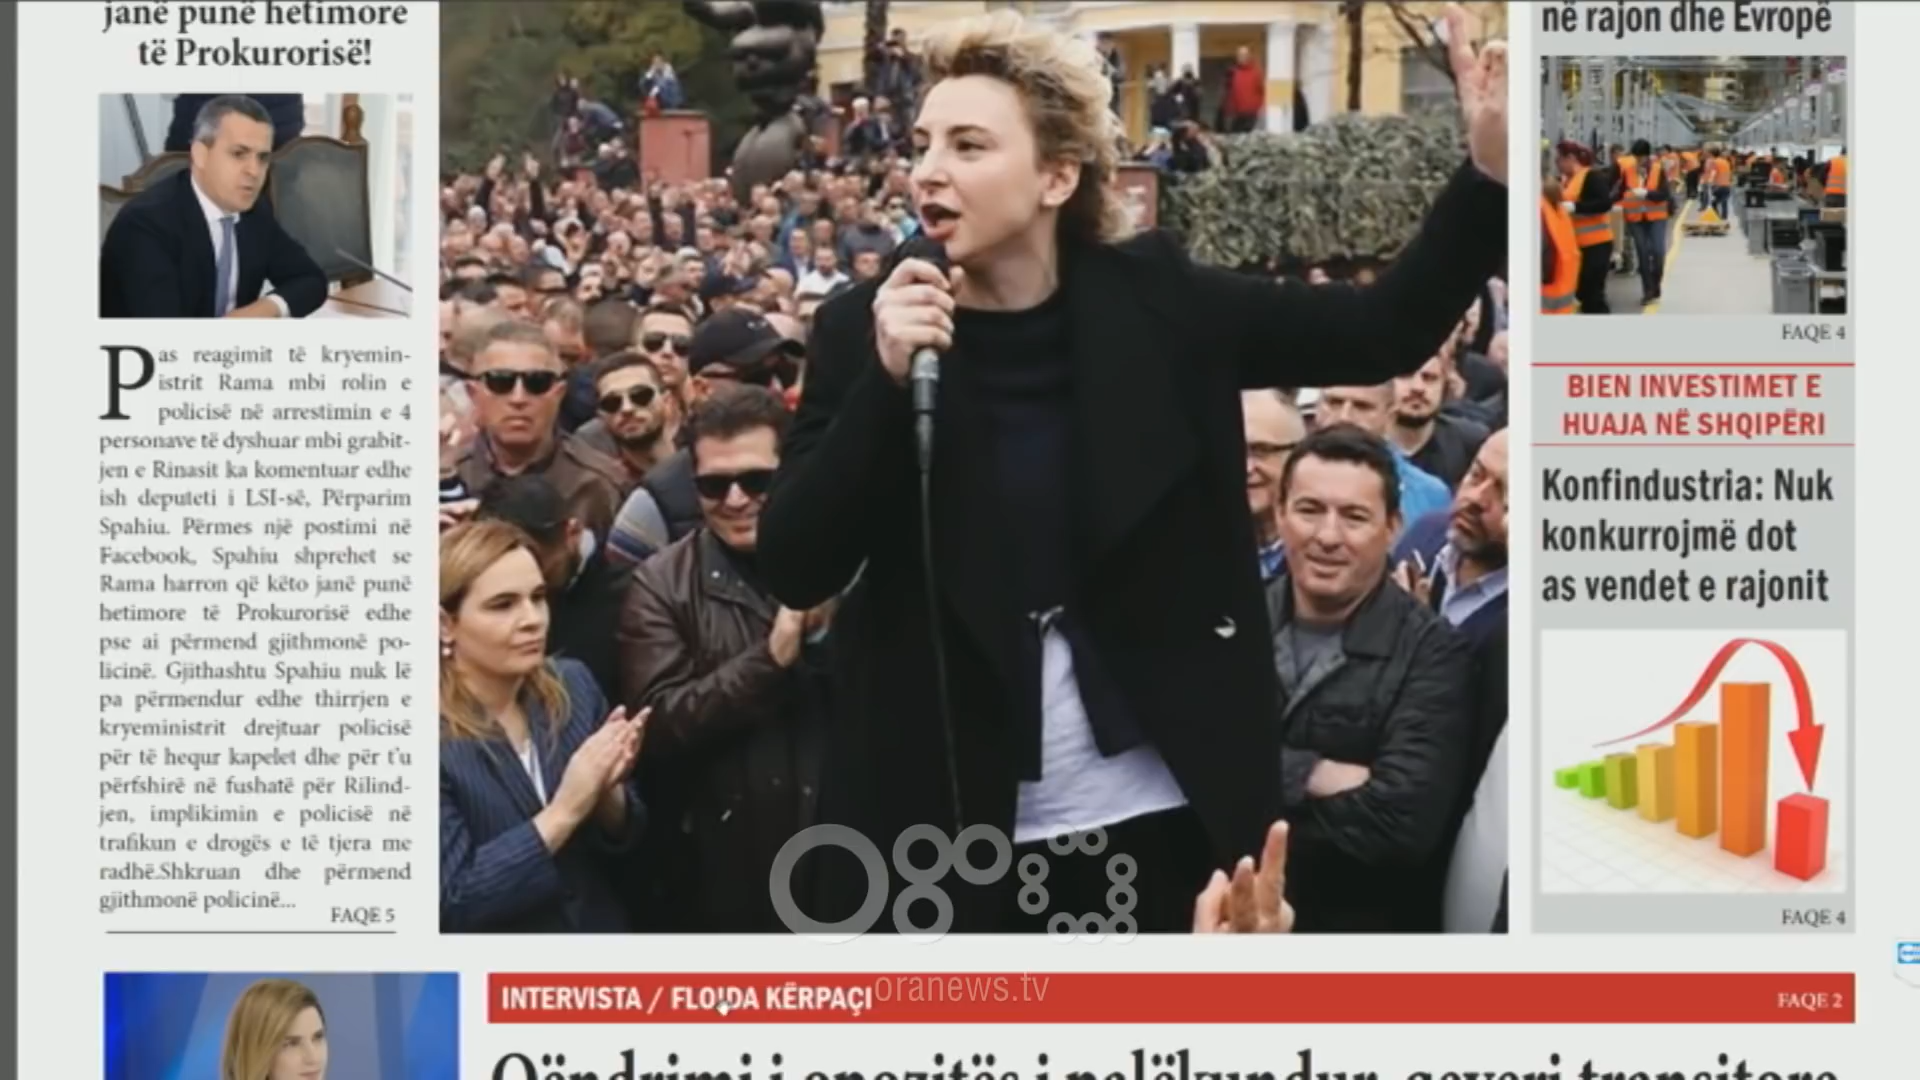 janë punë hetimore
të Prokurorisë!
Pas reagimit të kryemin-
istrit Rama mbi rolin e
policisë në arrestimin e 4
personave të dyshuar mbi grabit-
jen e Rinasit ka komentuar edhe
ish deputeti i LSI-së, Përparim
Spahiu. Përmes një postimi në
Facebook, Spahiu shprehet se
Rama harron që këto janë punë
hetimore të Prokurorisë edhe
pse ai përmend gjithmonë po-
licinë. Gjithashtu Spahiu nuk lë
pa përmendur edhe thirrjen e
kryeministrit drejtuar policisë
për të hequr kapelet dhe për t'u
përfshirë në fushatë për Rilind-
jen, implikimin e policisë në
trafikun e drogës e të tjera me
radhë.Shkruan dhe përmend
gjithmonë policinë...
FAQE 5
në rajon dhe Evropë
FAQE 4
BIEN INVESTIMET E
HUAJA NË SHQIPËRI
Konfindustria: Nuk
konkurrojmë dot
as vendet e rajonit
FAQE 4
oranews.tv
INTERVISTA / FLOIDA KËRPAÇI
FAQE 2
Qëndrimi i opozitës i palëkundur, qeveri transitore